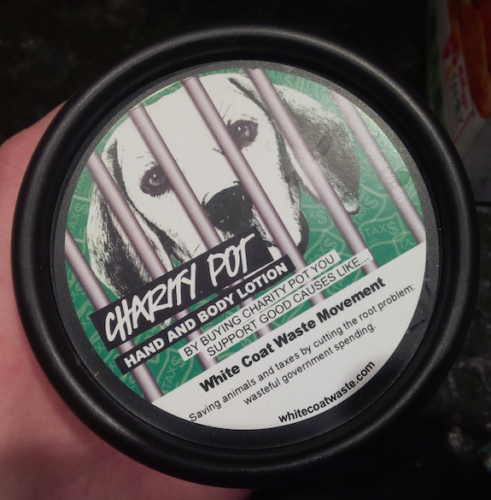 CHARITY POT
HAND AND BODY LOTION
BY BUYING CHARITY POT YOU
SUPPORT GOOD CAUSES LIKE...
White Coat Waste Movement
Saving animals and taxes by cutting the root problem:
wasteful government spending.
whitecoatwaste.com
TAX$